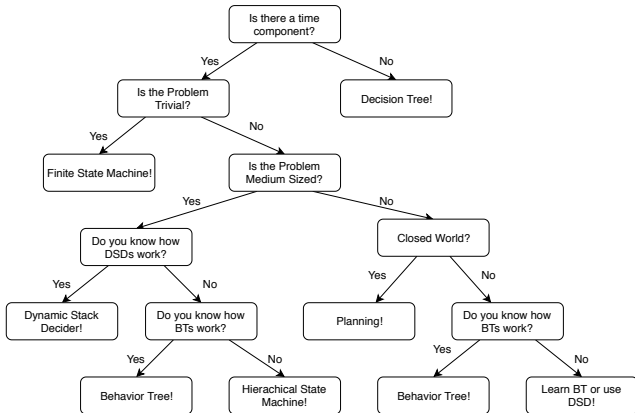 Is there a time
component?
Yes
No
Is the Problem
Trivial?
Decision Tree!
Yes
No
Finite State Machine!
Is the Problem
Medium Sized?
Yes
No
Do you know how
DSDs work?
Closed World?
Yes
No
Yes
No
Dynamic Stack
Decider!
Do you know how
BTs work?
Planning!
Do you know how
BTs work?
Yes
No
Yes
No
Behavior Tree!
Hierachical State
Machine!
Behavior Tree!
Learn BT or use
DSD!